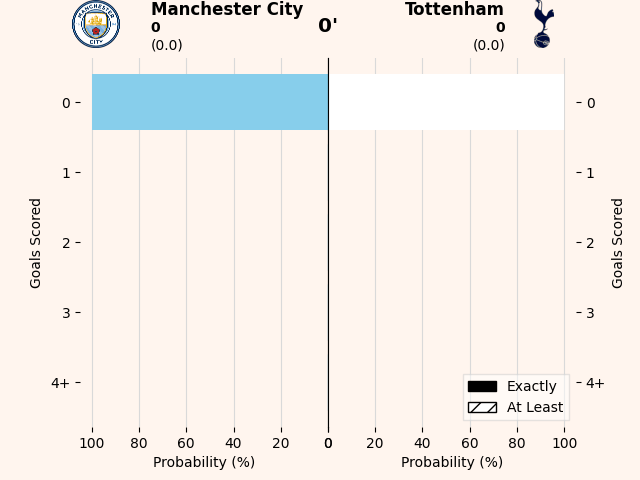 Manchester City
0
(0.0)
0'
Tottenham
0
(0.0)
MANCHESTER
CITY
Goals Scored
0
1
2
3
4+
0
1
2
3
4+
Goals Scored
Exactly
At Least
100 80 60 40 20 0 20 40 60 80 100
Probability (%)
Probability (%)